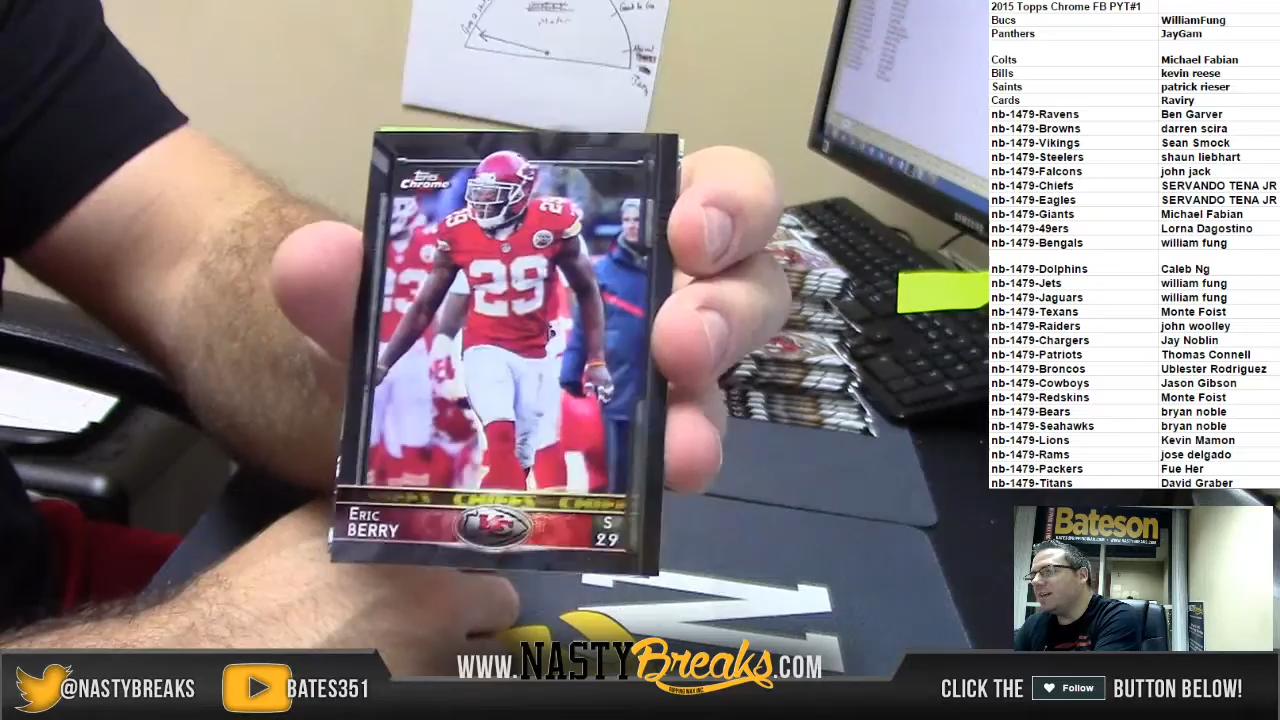 2015 Topps Chrome FB PYT#1
Bucs WilliamFung
Panthers JayGam
Colts Michael Fabian
Bills kevin reese
Saints patrick rieser
Cards Raviry
nb-1479-Ravens Ben Garver
nb-1479-Browns darren scira
nb-1479-Vikings Sean Smock
nb-1479-Steelers shaun liebhart
nb-1479-Falcons john jack
nb-1479-Chiefs SERVANDO TENA JR
nb-1479-Eagles SERVANDO TENA JR
nb-1479-Giants Michael Fabian
nb-1479-49ers Lorna Dagostino
nb-1479-Bengals william fung
nb-1479-Dolphins Caleb Ng
nb-1479-Jets william fung
nb-1479-Jaguars william fung
nb-1479-Texans Monte Foist
nb-1479-Raiders john woolley
nb-1479-Chargers Jay Noblin
nb-1479-Patriots Thomas Connell
nb-1479-Broncos Ublester Rodriguez
nb-1479-Cowboys Jason Gibson
nb-1479-Redskins Monte Foist
nb-1479-Bears bryan noble
nb-1479-Seahawks bryan noble
nb-1479-Lions Kevin Mamon
nb-1479-Rams jose delgado
nb-1479-Packers Fue Her
nb-1479-Titans David Graber
Topps
Chrome
29
29
CHIEFS
ERIC
BERRY
S
29
Bateson
@NASTYBREAKS
BATES351
WWW.NASTYBreaks.COM
RIPPING WAX INC.
CLICK THE Follow BUTTON BELOW!